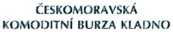 ČESKOMORAVSKÁ
KOMODITNÍ BURZA KLADNO